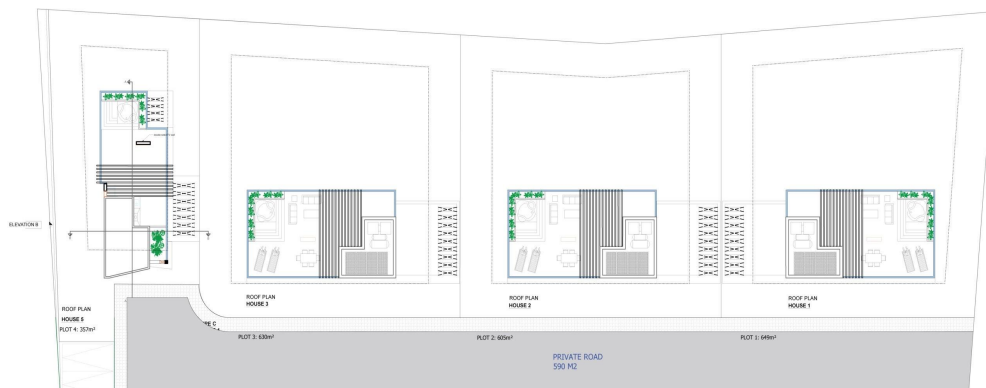 ELEVATION B
ROOF PLAN
HOUSE 5
PLOT 4: 357m²
ROOF PLAN
HOUSE 3
PLOT 3: 630m²
ROOF PLAN
HOUSE 2
PLOT 2: 605m²
ROOF PLAN
HOUSE 1
PLOT 1: 649m²
PRIVATE ROAD
590 M2